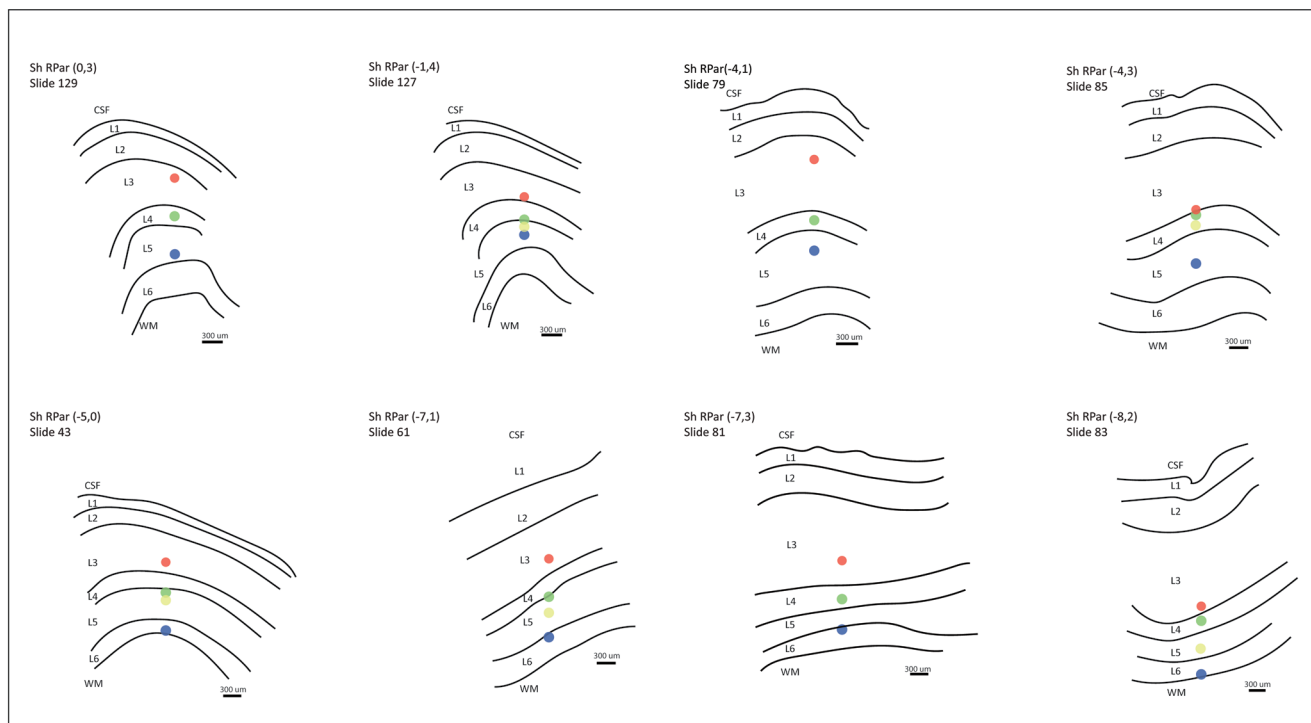 Sh RPar (0,3)
Slide 129
CSF
L1
L2
L3
L4
L5
L6
WM
300 um
Sh RPar (-1,4)
Slide 127
CSF
L1
L2
L3
L4
L5
L6
WM
300 um
Sh RPar(-4,1)
Slide 79
CSF
L1
L2
L3
L4
L5
L6
WM
300 um
Sh RPar (-4,3)
Slide 85
CSF
L1
L2
L3
L4
L5
L6
WM
300 um
Sh RPar (-5,0)
Slide 43
CSF
L1
L2
L3
L4
L5
L6
WM
300 um
Sh RPar (-7,1)
Slide 61
CSF
L1
L2
L3
L4
L5
L6
WM
300 um
Sh RPar (-7,3)
Slide 81
CSF
L1
L2
L3
L4
L5
L6
WM
300 um
Sh RPar (-8,2)
Slide 83
CSF
L1
L2
L3
L4
L5
L6
WM
300 um